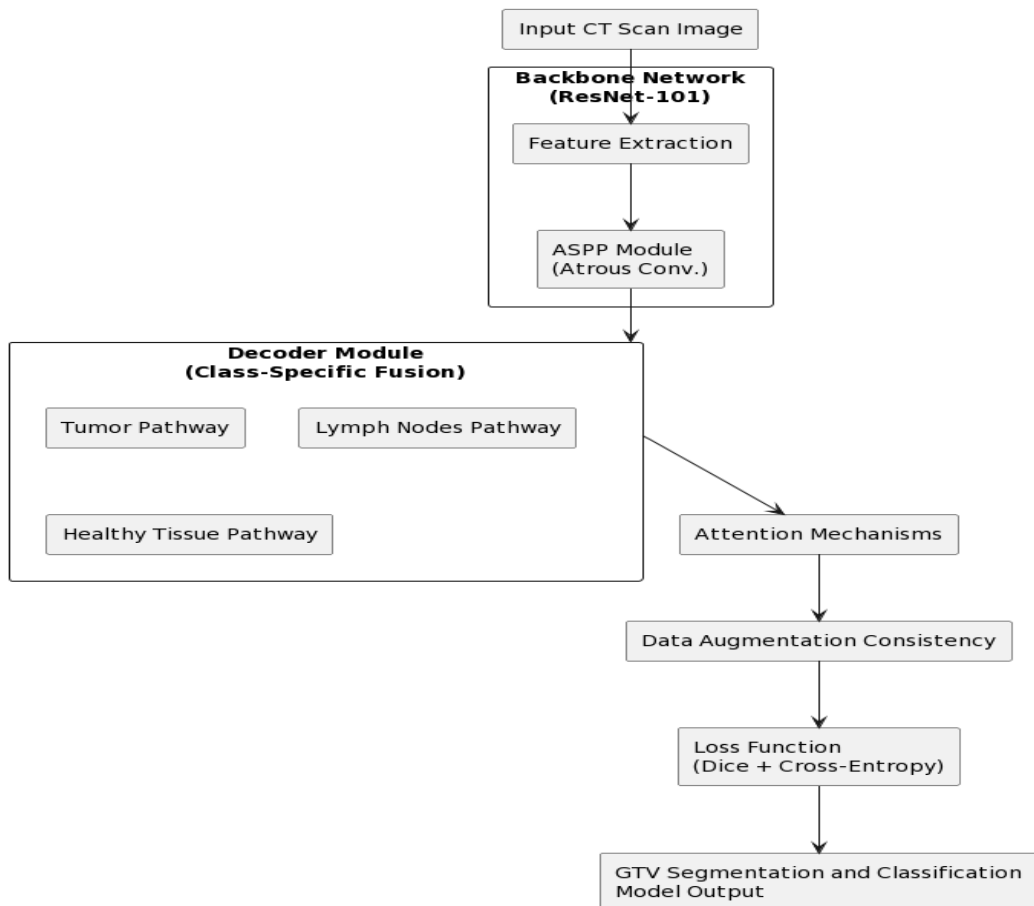 Input CT Scan Image
Backbone Network
(ResNet-101)
Feature Extraction
ASPP Module
(Atrous Conv.)
Decoder Module
(Class-Specific Fusion)
Tumor Pathway
Lymph Nodes Pathway
Healthy Tissue Pathway
Attention Mechanisms
Data Augmentation Consistency
Loss Function
(Dice + Cross-Entropy)
GTV Segmentation and Classification
Model Output